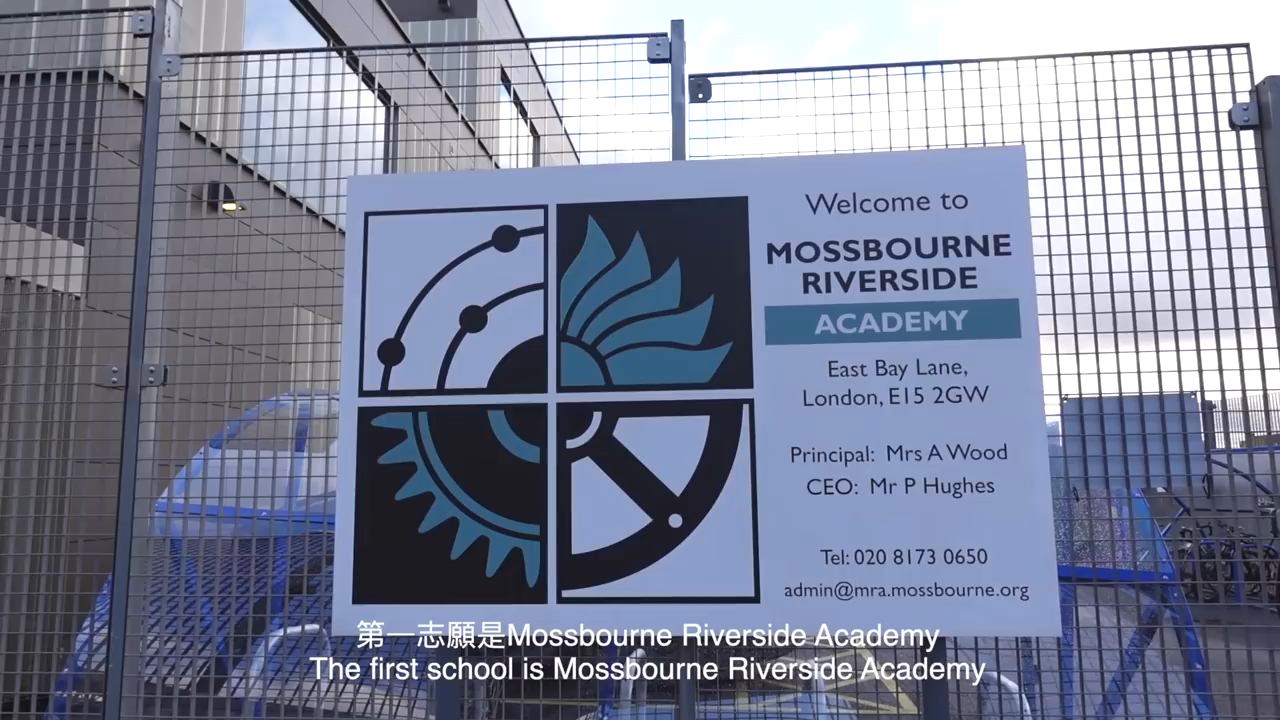 Welcome to
MOSSBOURNE
RIVERSIDE
ACADEMY
East Bay Lane,
London, E15 2GW
Principal: Mrs A Wood
CEO: Mr P Hughes
Tel: 020 8173 0650
admin@mra.mossbourne.org
第一志願是Mossbourne Riverside Academy
The first school is Mossbourne Riverside Academy